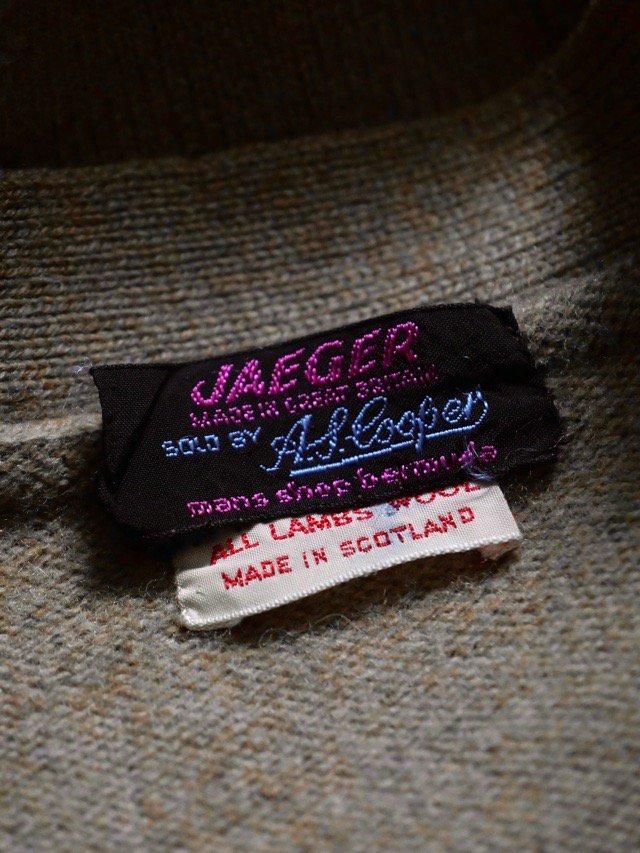 JAEGER
MADE IN GREAT BRITAIN
SOLD BY A.S. Cooper
mans shop bermuda
ALL LAMBS WOOL
MADE IN SCOTLAND